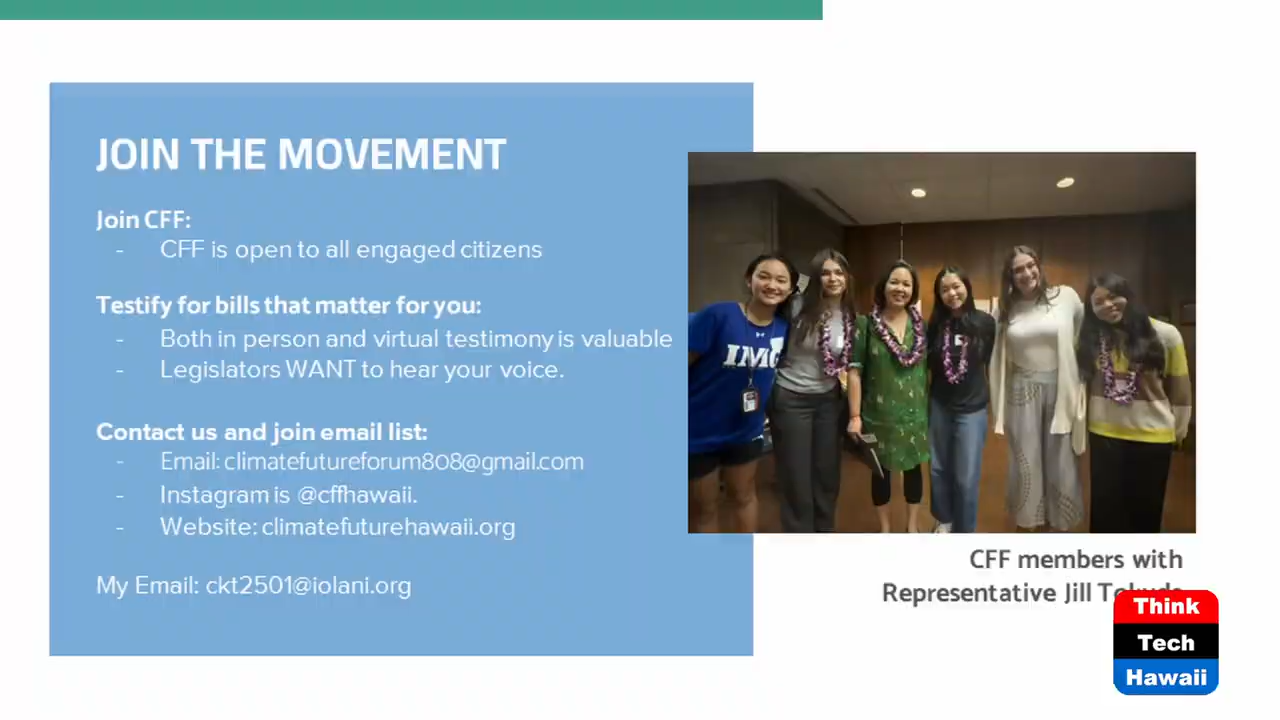 JOIN THE MOVEMENT
Join CFF:
- CFF is open to all engaged citizens
Testify for bills that matter for you:
- Both in person and virtual testimony is valuable
- Legislators WANT to hear your voice.
Contact us and join email list:
- Email: climatefutureforum808@gmail.com
- Instagram is @cffhawaii.
- Website: climatefuturehawaii.org
My Email: ckt2501@iolani.org
CFF members with
Representative Jill
Think
Tech
Hawaii